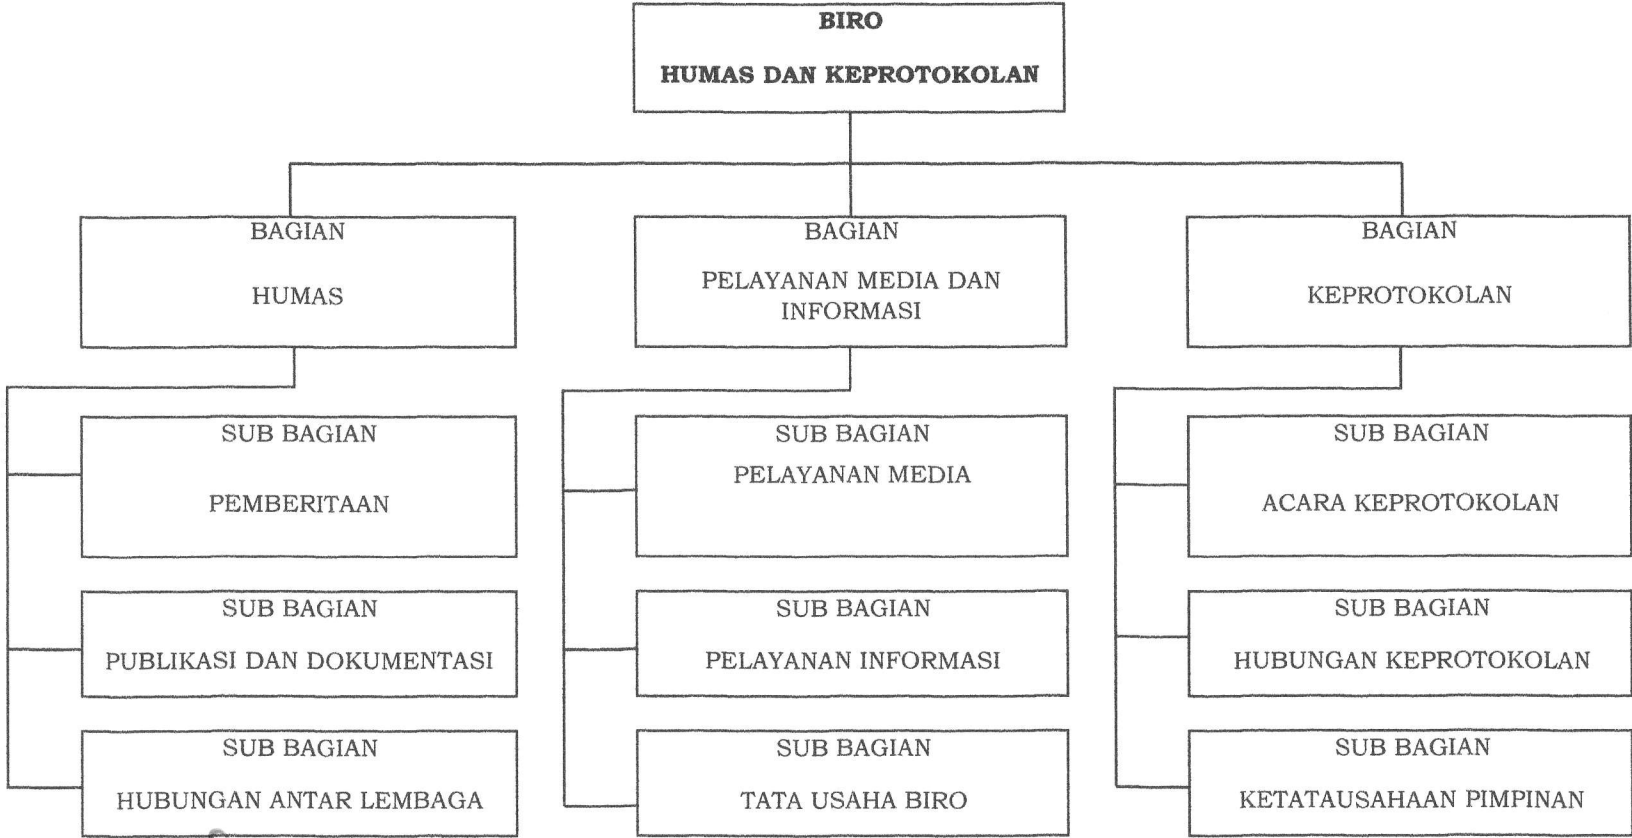 BIRO
HUMAS DAN KEPROTOKOLAN
BAGIAN
HUMAS
BAGIAN
PELAYANAN MEDIA DAN
INFORMASI
BAGIAN
KEPROTOKOLAN
SUB BAGIAN
PEMBERITAAN
SUB BAGIAN
PUBLIKASI DAN DOKUMENTASI
SUB BAGIAN
HUBUNGAN ANTAR LEMBAGA
SUB BAGIAN
PELAYANAN MEDIA
SUB BAGIAN
PELAYANAN INFORMASI
SUB BAGIAN
TATA USAHA BIRO
SUB BAGIAN
ACARA KEPROTOKOLAN
SUB BAGIAN
HUBUNGAN KEPROTOKOLAN
SUB BAGIAN
KETATAUSAHAAN PIMPINAN